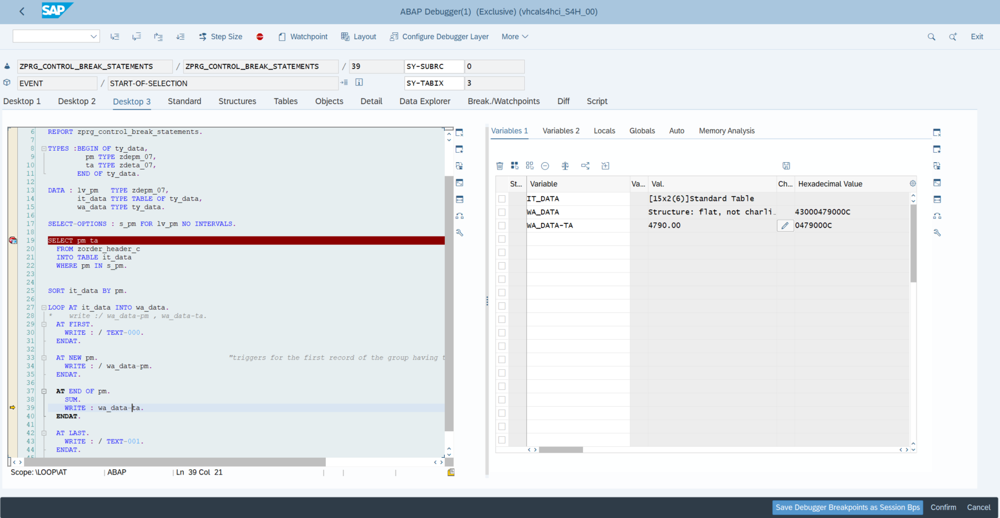 SAP
ABAP Debugger(1) (Exclusive) (vhcals4hci_S4H_00)
Step Size
Watchpoint
Layout
Configure Debugger Layer
More
Exit
ZPRG_CONTROL_BREAK_STATEMENTS / ZPRG_CONTROL_BREAK_STATEMENTS / 39 SY-SUBRC 0
EVENT / START-OF-SELECTION SY-TABIX 3
Desktop 1 Desktop 2 Desktop 3 Standard Structures Tables Objects Detail Data Explorer Break./Watchpoints Diff Script
6 REPORT zprg_control_break_statements.
7
8 TYPES :BEGIN OF ty_data,
9 pm TYPE zdepm_07,
10 ta TYPE zdeta_07,
11 END OF ty_data.
12
13 DATA : lv_pm TYPE zdepm_07,
14 it_data TYPE TABLE OF ty_data,
15 wa_data TYPE ty_data.
16
17 SELECT-OPTIONS : s_pm FOR lv_pm NO INTERVALS.
18
19 SELECT pm ta
20 FROM zorder_header_c
21 INTO TABLE it_data
22 WHERE pm IN s_pm.
23
24
25 SORT it_data BY pm.
26
27 LOOP AT it_data INTO wa_data.
28 * write :/ wa_data-pm , wa_data-ta.
29 AT FIRST.
30 WRITE : / TEXT-000.
31 ENDAT.
32
33 AT NEW pm. "triggers for the first record of the group having t
34 WRITE : / wa_data-pm.
35 ENDAT.
36
37 AT END OF pm.
38 SUM.
39 WRITE : wa_data-ta.
40 ENDAT.
41
42 AT LAST.
43 WRITE : / TEXT-001.
44 ENDAT.
45
Scope: \LOOP\AT | ABAP | Ln 39 Col 21
Variables 1 Variables 2 Locals Globals Auto Memory Analysis
St... Variable Va... Val. Ch... Hexadecimal Value
IT_DATA [15x2(6)]Standard Table
WA_DATA Structure: flat, not charli… 43000479000C
WA_DATA-TA 4790.00 0479000C
Save Debugger Breakpoints as Session Bps Confirm Cancel